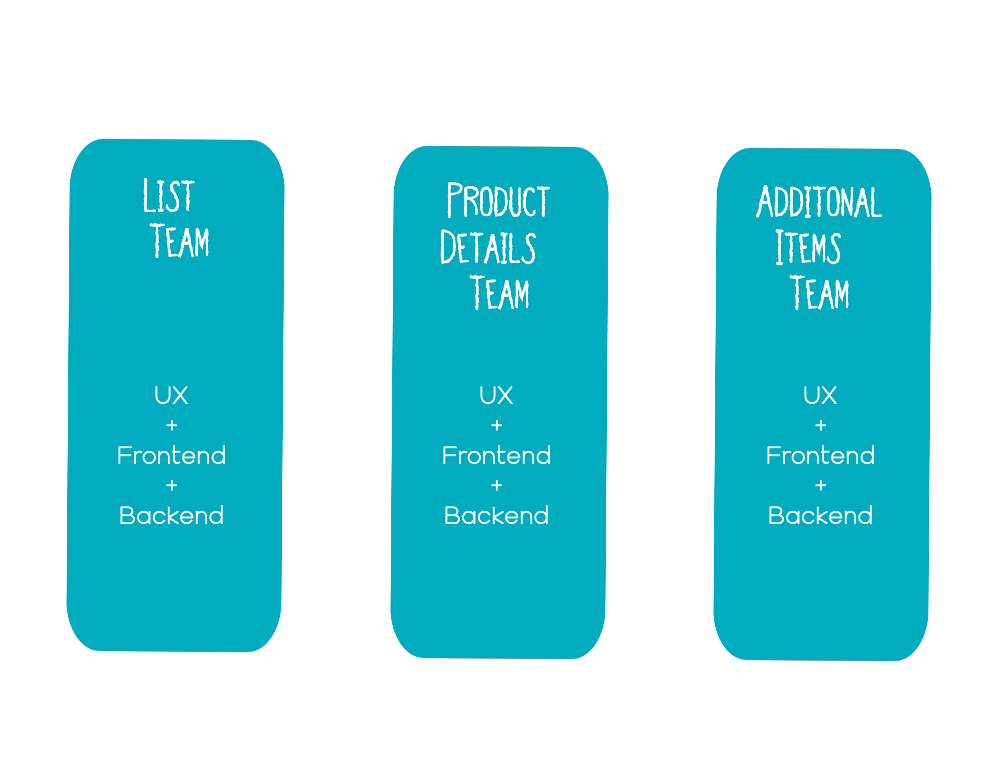 LIST
TEAM
UX
+
Frontend
+
Backend
PRODUCT
DETAILS
TEAM
UX
+
Frontend
+
Backend
ADDITONAL
ITEMS
TEAM
UX
+
Frontend
+
Backend